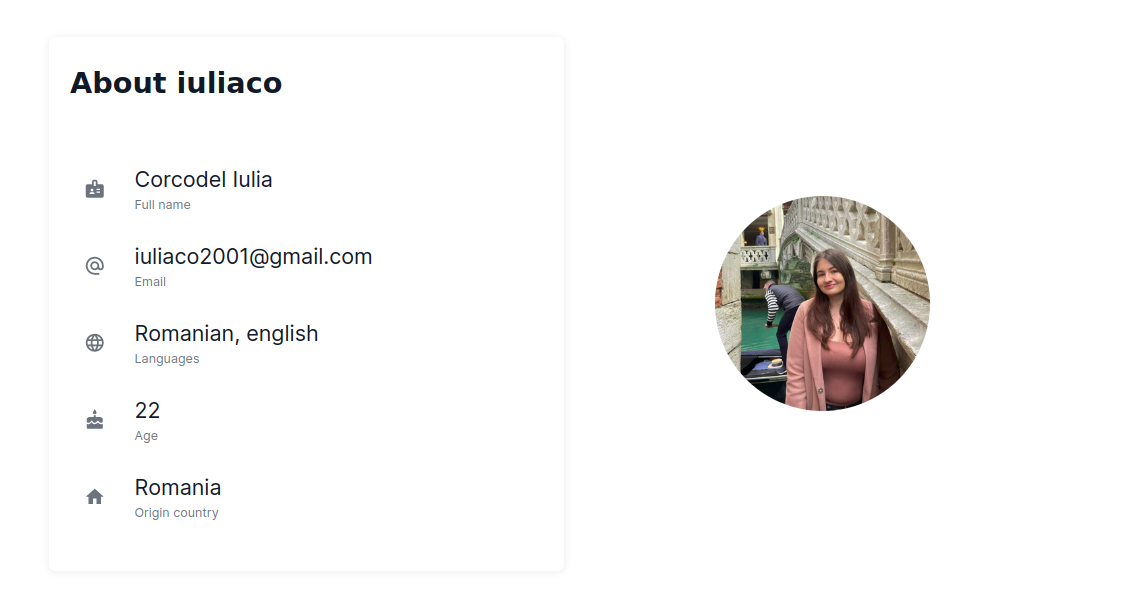 About iuliaco
Corcodel Iulia
Full name
iuliaco2001@gmail.com
Email
Romanian, english
Languages
22
Age
Romania
Origin country